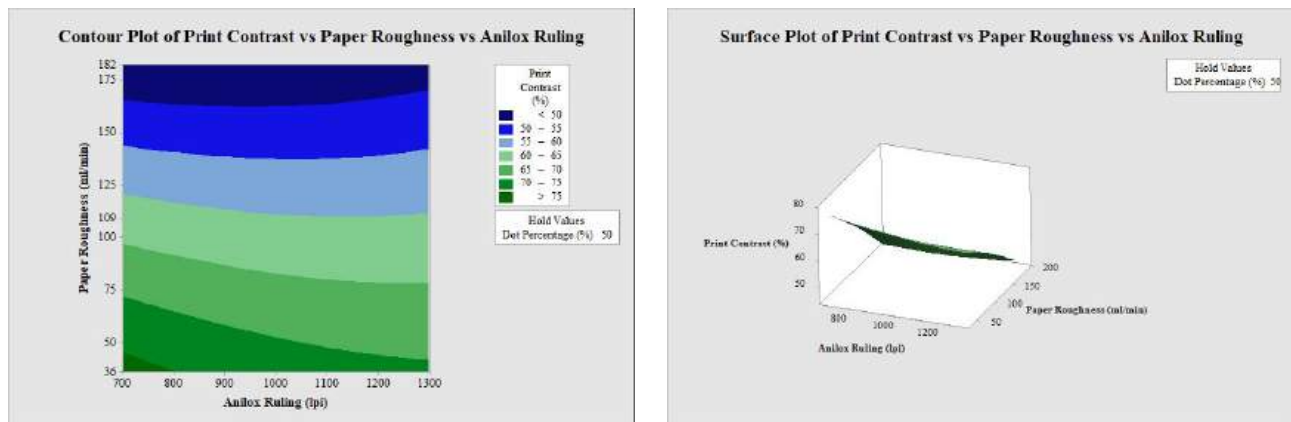 Contour Plot of Print Contrast vs Paper Roughness vs Anilox Ruling
182
175
150
125
109
100
75
50
36
Paper Roughness (ml/min)
700 800 900 1000 1100 1200 1300
Anilox Ruling (lpi)
Print
Contrast
(%)
< 50
50 – 55
55 – 60
60 – 65
65 – 70
70 – 75
> 75
Hold Values
Dot Percentage (%) 50
Surface Plot of Print Contrast vs Paper Roughness vs Anilox Ruling
Hold Values
Dot Percentage (%) 50
80
70
60
50
Print Contrast (%)
800
1000
1200
Anilox Ruling (lpi)
50
100
150
200
Paper Roughness (ml/min)